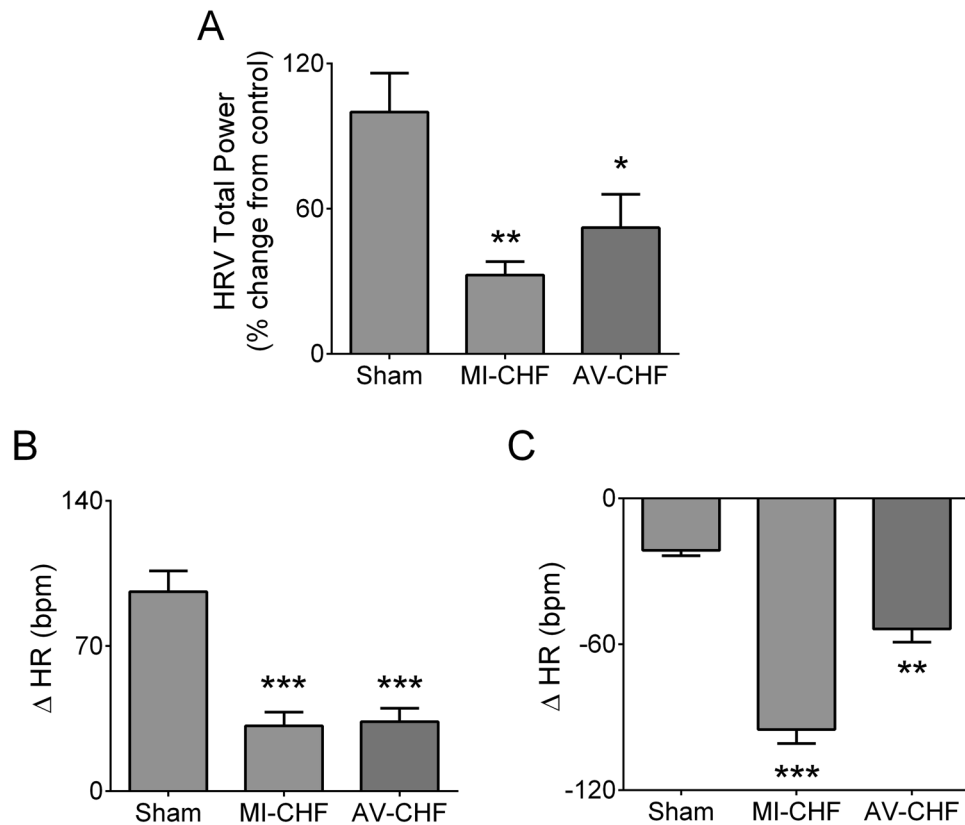 A
HRV Total Power
(% change from control)
120
60
0
**
*
Sham MI-CHF AV-CHF
B
Δ HR (bpm)
140
70
0
*** ***
Sham MI-CHF AV-CHF
C
Δ HR (bpm)
0
-60
-120
***
**
Sham MI-CHF AV-CHF